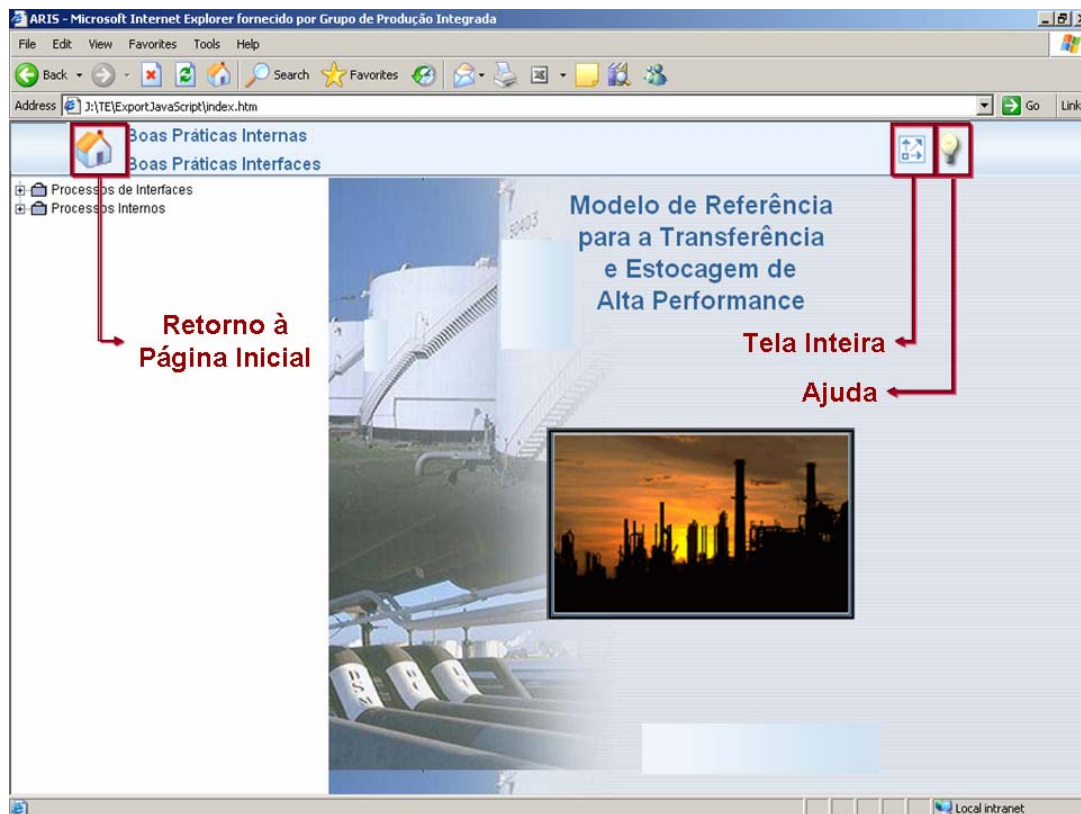 ARIS - Microsoft Internet Explorer fornecido por Grupo de Produção Integrada
File Edit View Favorites Tools Help
Back Search Favorites
Address J:\TE\ExportJavaScript\index.htm Go Link
Boas Práticas Internas
Boas Práticas Interfaces
Processos de Interfaces
Processos Internos
50403
Modelo de Referência
para a Transferência
e Estocagem de
Alta Performance
Retorno à
Página Inicial
Tela Inteira
Ajuda
Local intranet